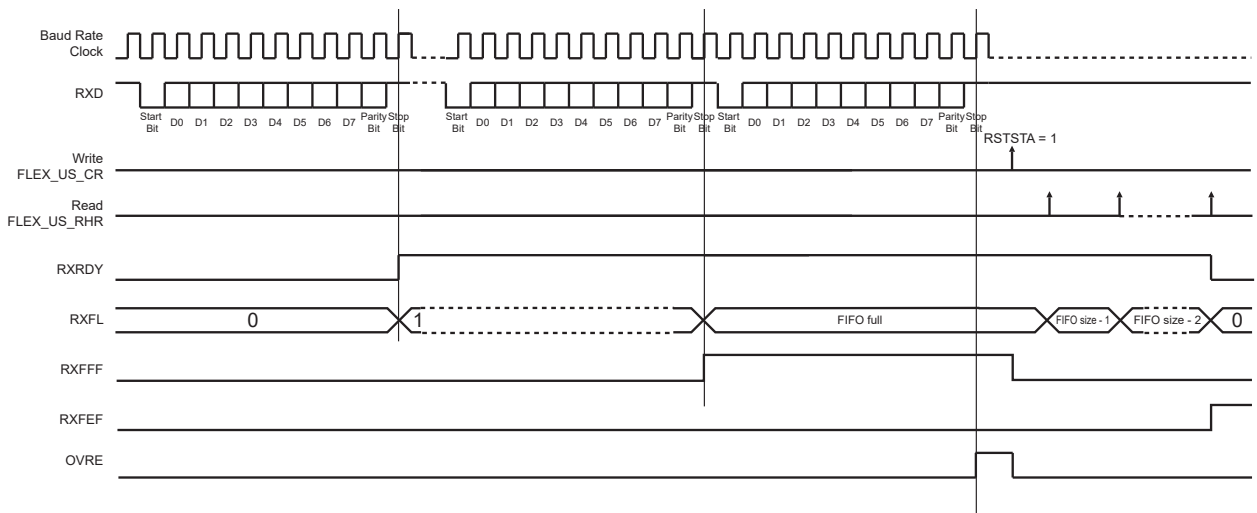 Baud Rate
Clock
RXD
Start Bit D0 D1 D2 D3 D4 D5 D6 D7 Parity Bit Stop Bit Start Bit D0 D1 D2 D3 D4 D5 D6 D7 Parity Bit Stop Bit Start Bit D0 D1 D2 D3 D4 D5 D6 D7 Parity Bit Stop Bit
RSTSTA = 1
Write
FLEX_US_CR
Read
FLEX_US_RHR
RXRDY
RXFL 0 1 FIFO full FIFO size - 1 FIFO size - 2 0
RXFFF
RXFEF
OVRE